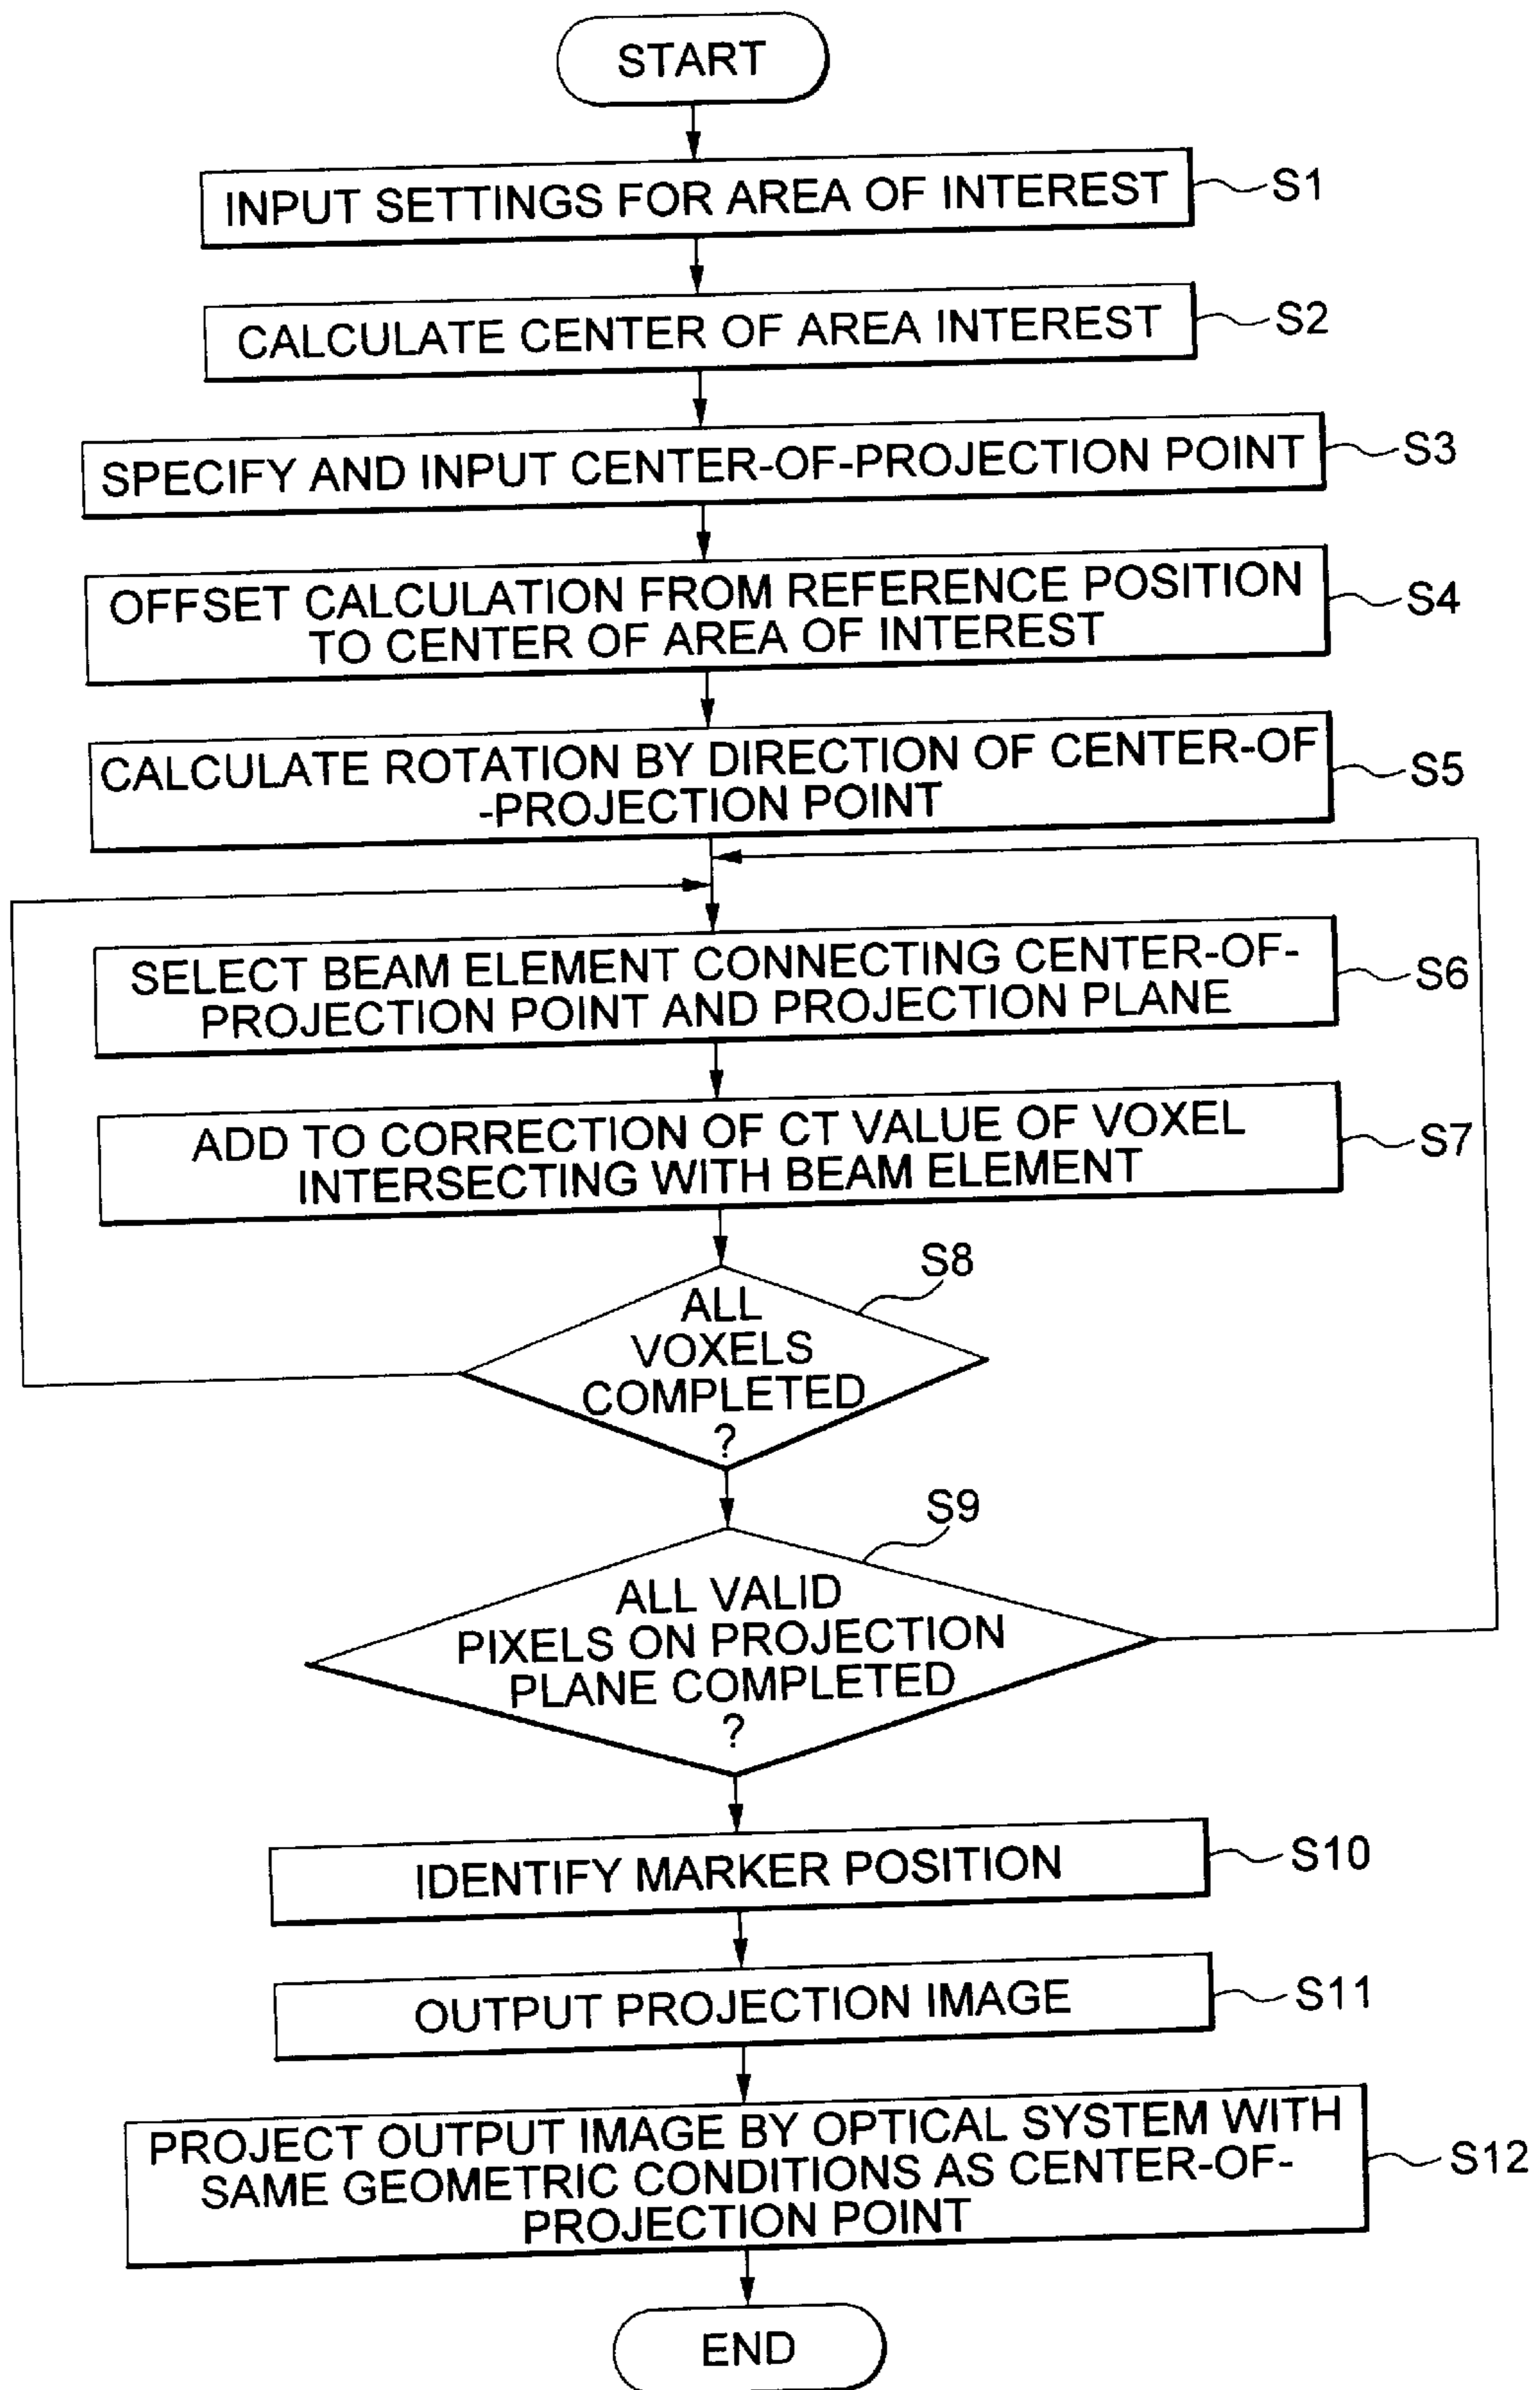 START
INPUT SETTINGS FOR AREA OF INTEREST
S1
CALCULATE CENTER OF AREA INTEREST
S2
SPECIFY AND INPUT CENTER-OF-PROJECTION POINT
S3
OFFSET CALCULATION FROM REFERENCE POSITION
TO CENTER OF AREA OF INTEREST
S4
CALCULATE ROTATION BY DIRECTION OF CENTER-OF
-PROJECTION POINT
S5
SELECT BEAM ELEMENT CONNECTING CENTER-OF-
PROJECTION POINT AND PROJECTION PLANE
S6
ADD TO CORRECTION OF CT VALUE OF VOXEL
INTERSECTING WITH BEAM ELEMENT
S7
S8
ALL
VOXELS
COMPLETED
?
S9
ALL VALID
PIXELS ON PROJECTION
PLANE COMPLETED
?
IDENTIFY MARKER POSITION
S10
OUTPUT PROJECTION IMAGE
S11
PROJECT OUTPUT IMAGE BY OPTICAL SYSTEM WITH
SAME GEOMETRIC CONDITIONS AS CENTER-OF-
PROJECTION POINT
S12
END